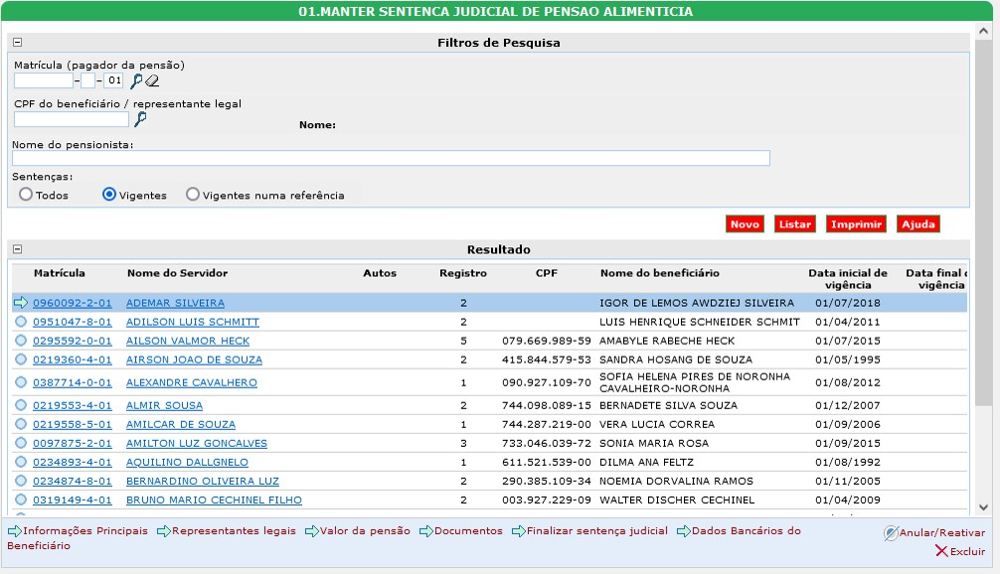 01.MANTER SENTENCA JUDICIAL DE PENSAO ALIMENTICIA
Filtros de Pesquisa
Matrícula (pagador da pensão)
- - 01
CPF do beneficiário / representante legal
Nome:
Nome do pensionista:
Sentenças:
Todos Vigentes Vigentes numa referência
Novo Listar Imprimir Ajuda
Resultado
Matrícula Nome do Servidor Autos Registro CPF Nome do beneficiário Data inicial de vigência Data final d vigência
0960092-2-01 ADEMAR SILVEIRA 2 IGOR DE LEMOS AWDZIEJ SILVEIRA 01/07/2018
0951047-8-01 ADILSON LUIS SCHMITT 2 LUIS HENRIQUE SCHNEIDER SCHMIT 01/04/2011
0295592-0-01 AILSON VALMOR HECK 5 079.669.989-59 AMABYLE RABECHE HECK 01/07/2015
0219360-4-01 AIRSON JOAO DE SOUZA 2 415.844.579-53 SANDRA HOSANG DE SOUZA 01/05/1995
0387714-0-01 ALEXANDRE CAVALHERO 1 090.927.109-70 SOFIA HELENA PIRES DE NORONHA CAVALHEIRO-NORONHA 01/08/2012
0219553-4-01 ALMIR SOUSA 2 744.098.089-15 BERNADETE SILVA SOUZA 01/12/2007
0219558-5-01 AMILCAR DE SOUZA 1 744.287.219-00 VERA LUCIA CORREA 01/09/2006
0097875-2-01 AMILTON LUZ GONCALVES 3 733.046.039-72 SONIA MARIA ROSA 01/09/2015
0234893-4-01 AQUILINO DALLGNELO 1 611.521.539-00 DILMA ANA FELTZ 01/08/1992
0234874-8-01 BERNARDINO OLIVEIRA LUZ 2 290.385.109-34 NOEMIA DORVALINA RAMOS 01/11/2005
0319149-4-01 BRUNO MARIO CECHINEL FILHO 2 003.927.229-09 WALTER DISCHER CECHINEL 01/04/2009
Informações Principais Representantes legais Valor da pensão Documentos Finalizar sentença judicial Dados Bancários do Beneficiário
Anular/Reativar
Excluir